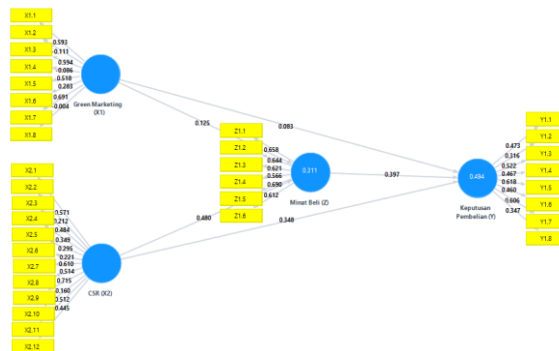 X1.1
X1.2
X1.3
X1.4
X1.5
X1.6
X1.7
X1.8
0.593
0.111
0.594
0.086
0.518
0.283
0.691
0.004
Green Marketing
(X1)
0.125
0.083
Z1.1
Z1.2
Z1.3
Z1.4
Z1.5
Z1.6
0.658
0.644
0.621
0.566
0.690
0.612
0.311
Minat Beli (Z)
0.397
0.494
Keputusan
Pembelian (Y)
Y1.1
Y1.2
Y1.3
Y1.4
Y1.5
Y1.6
Y1.7
Y1.8
0.473
0.316
0.522
0.467
0.618
0.460
0.606
0.347
X2.1
X2.2
X2.3
X2.4
X2.5
X2.6
X2.7
X2.8
X2.9
X2.10
X2.11
X2.12
0.571
0.212
0.484
0.349
0.295
0.221
0.610
0.514
0.715
0.160
0.512
0.445
CSR (X2)
0.480
0.348